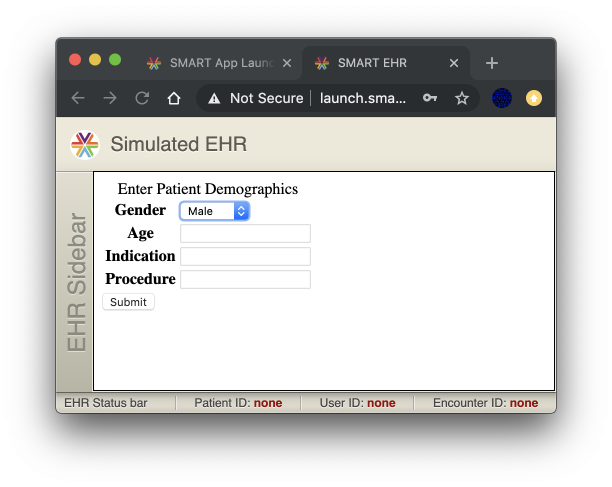 SMART App Laun
SMART EHR
Not Secure
launch.sma...
Simulated EHR
EHR Sidebar
Enter Patient Demographics
Gender Male
Age
Indication
Procedure
Submit
EHR Status bar
Patient ID: none
User ID: none
Encounter ID: none